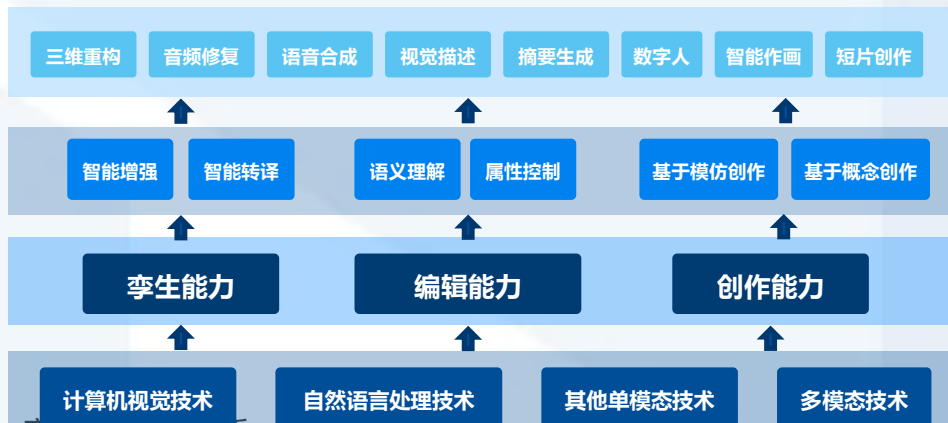 三维重构 音频修复 语音合成 视觉描述 摘要生成 数字人 智能作画 短片创作
智能增强 智能转译 语义理解 属性控制 基于模仿创作 基于概念创作
孪生能力 编辑能力 创作能力
计算机视觉技术 自然语言处理技术 其他单模态技术 多模态技术